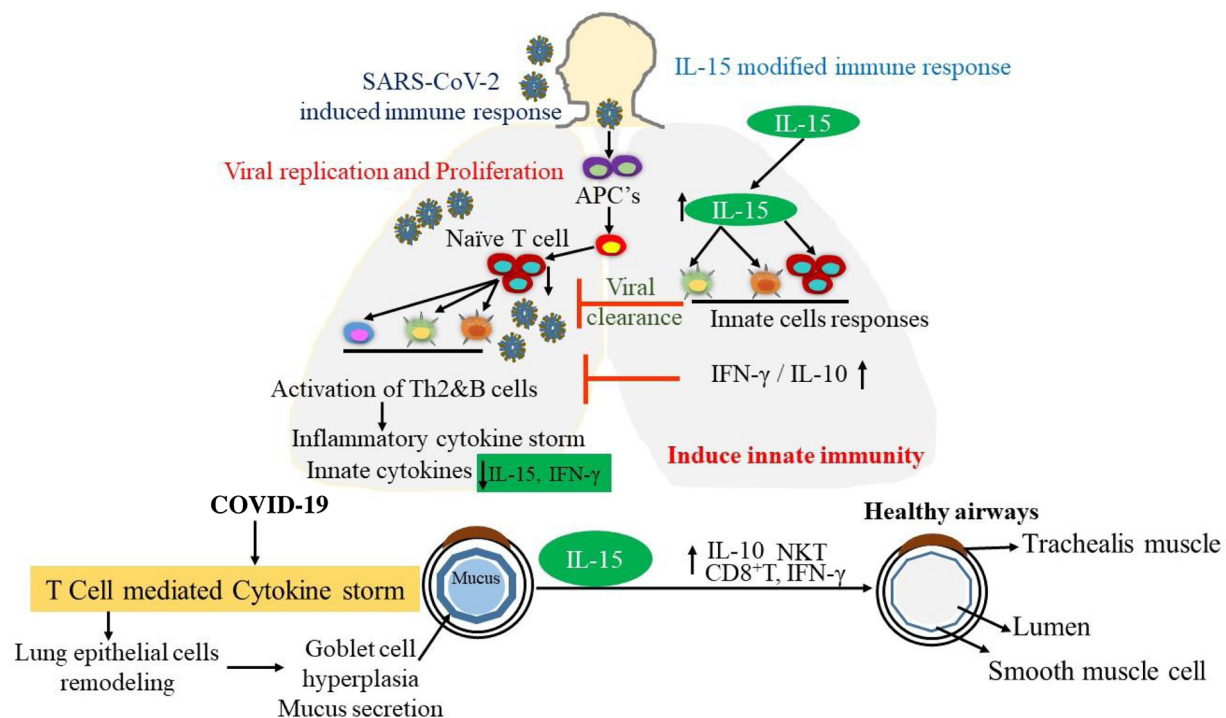 SARS-CoV-2
induced immune response
IL-15 modified immune response
IL-15
Viral replication and Proliferation
APC's
IL-15
Naïve T cell
Viral
clearance
Innate cells responses
IFN-γ / IL-10
Activation of Th2&B cells
Inflammatory cytokine storm
Innate cytokines
IL-15, IFN-γ
Induce innate immunity
COVID-19
T Cell mediated Cytokine storm
Lung epithelial cells
remodeling
Goblet cell
hyperplasia
Mucus secretion
Mucus
IL-15
IL-10 NKT
CD8⁺T, IFN-γ
Healthy airways
Trachealis muscle
Lumen
Smooth muscle cell